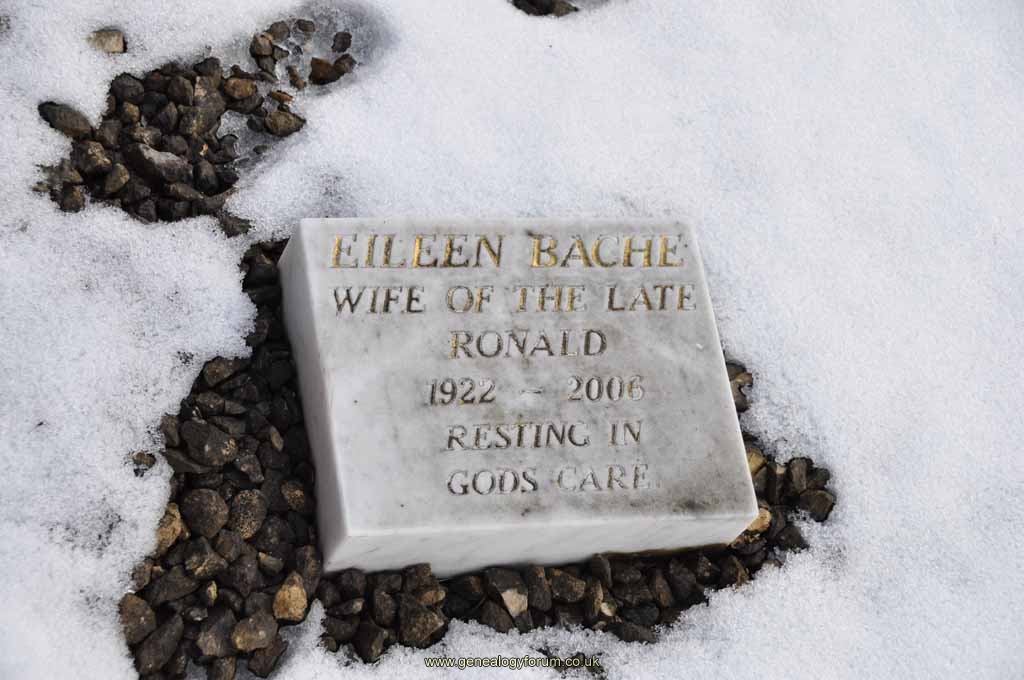 EILEEN BACHE
WIFE OF THE LATE
RONALD
1922 - 2006
RESTING IN
GODS CARE.
www.genealogyforum.co.uk